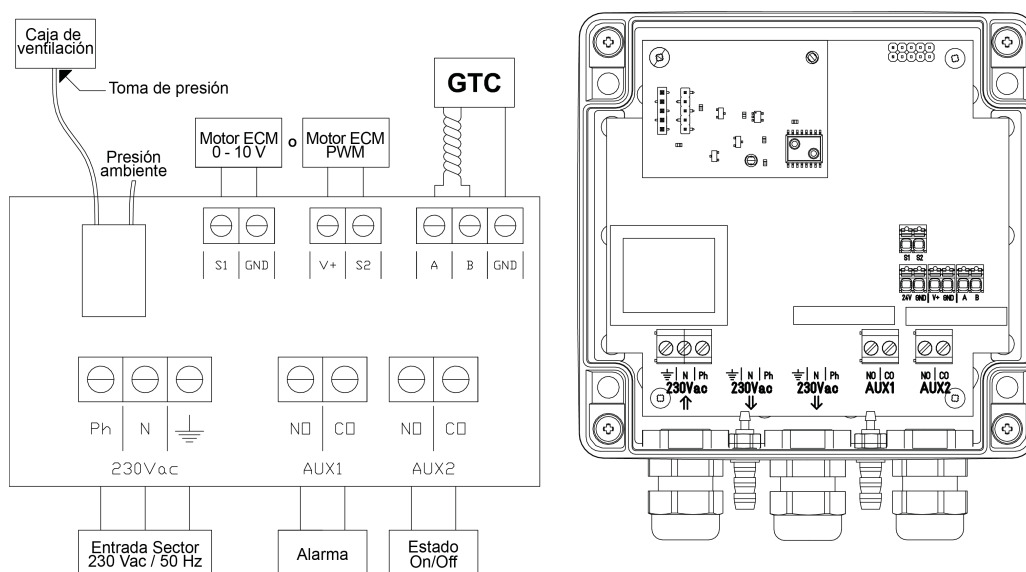 Caja de
ventilación
Toma de presión
Presión
ambiente
Motor ECM
0 - 10 V
o
Motor ECM
PWM
GTC
S1 GND
V+ S2
A B GND
Ph N
230Vac
NO CO
AUX1
NO CO
AUX2
Entrada Sector
230 Vac / 50 Hz
Alarma
Estado
On/Off
S1 S2
24V GND V+ GND A B
N Ph
230Vac
N Ph
230Vac
N Ph
230Vac
NO CO
AUX1
NO CO
AUX2